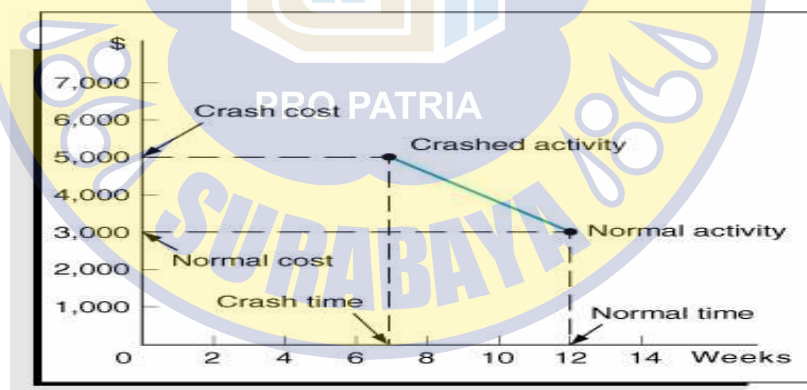 $
7,000
Crash cost
PRO PATRIA
6,000
Crashed activity
5,000
4,000
SURABAYA
3,000
Normal activity
Normal cost
2,000
Crash time
1,000
Normal time
0 2 4 6 8 10 12 14 Weeks